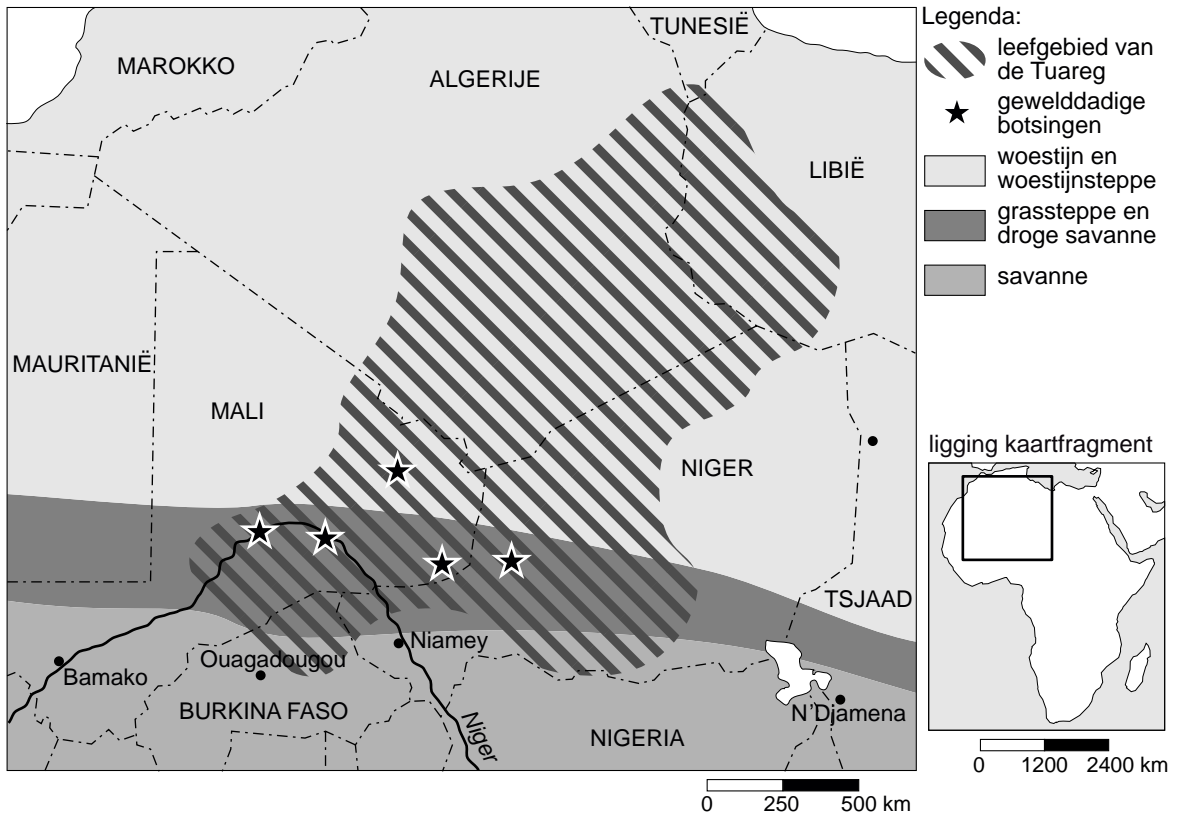 TUNESIË
MAROKKO
ALGERIJE
LIBIË
MAURITANIË
MALI
NIGER
TSJAAD
Niamey
Ouagadougou
Bamako
BURKINA FASO
Niger
NIGERIA
N'Djamena
0 250 500 km
Legenda:
leefgebied van
de Tuareg
gewelddadige
botsingen
woestijn en
woestijnsteppe
grassteppe en
droge savanne
savanne
ligging kaartfragment
0 1200 2400 km